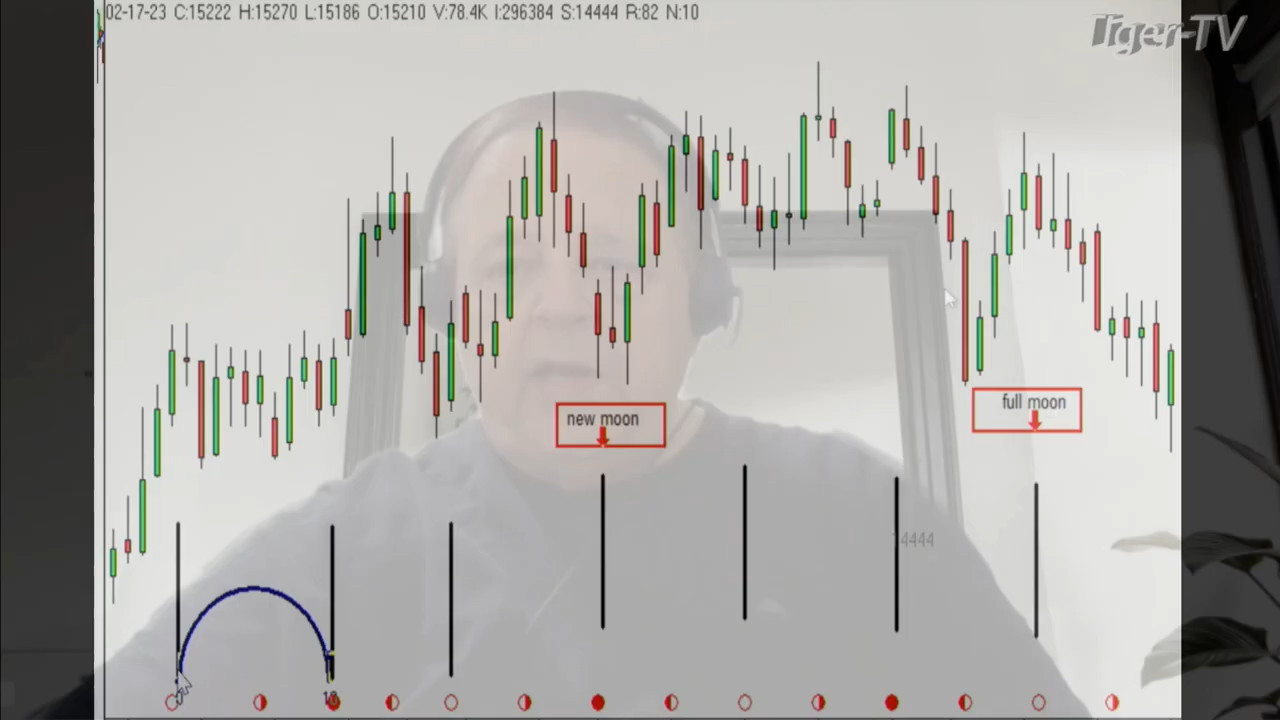 02-17-23 C:15222 H:15270 L:15186 O:15210 V:78.4K I:296384 S:14444 R:82 N:10
Tiger-TV
new moon
full moon
14444
10